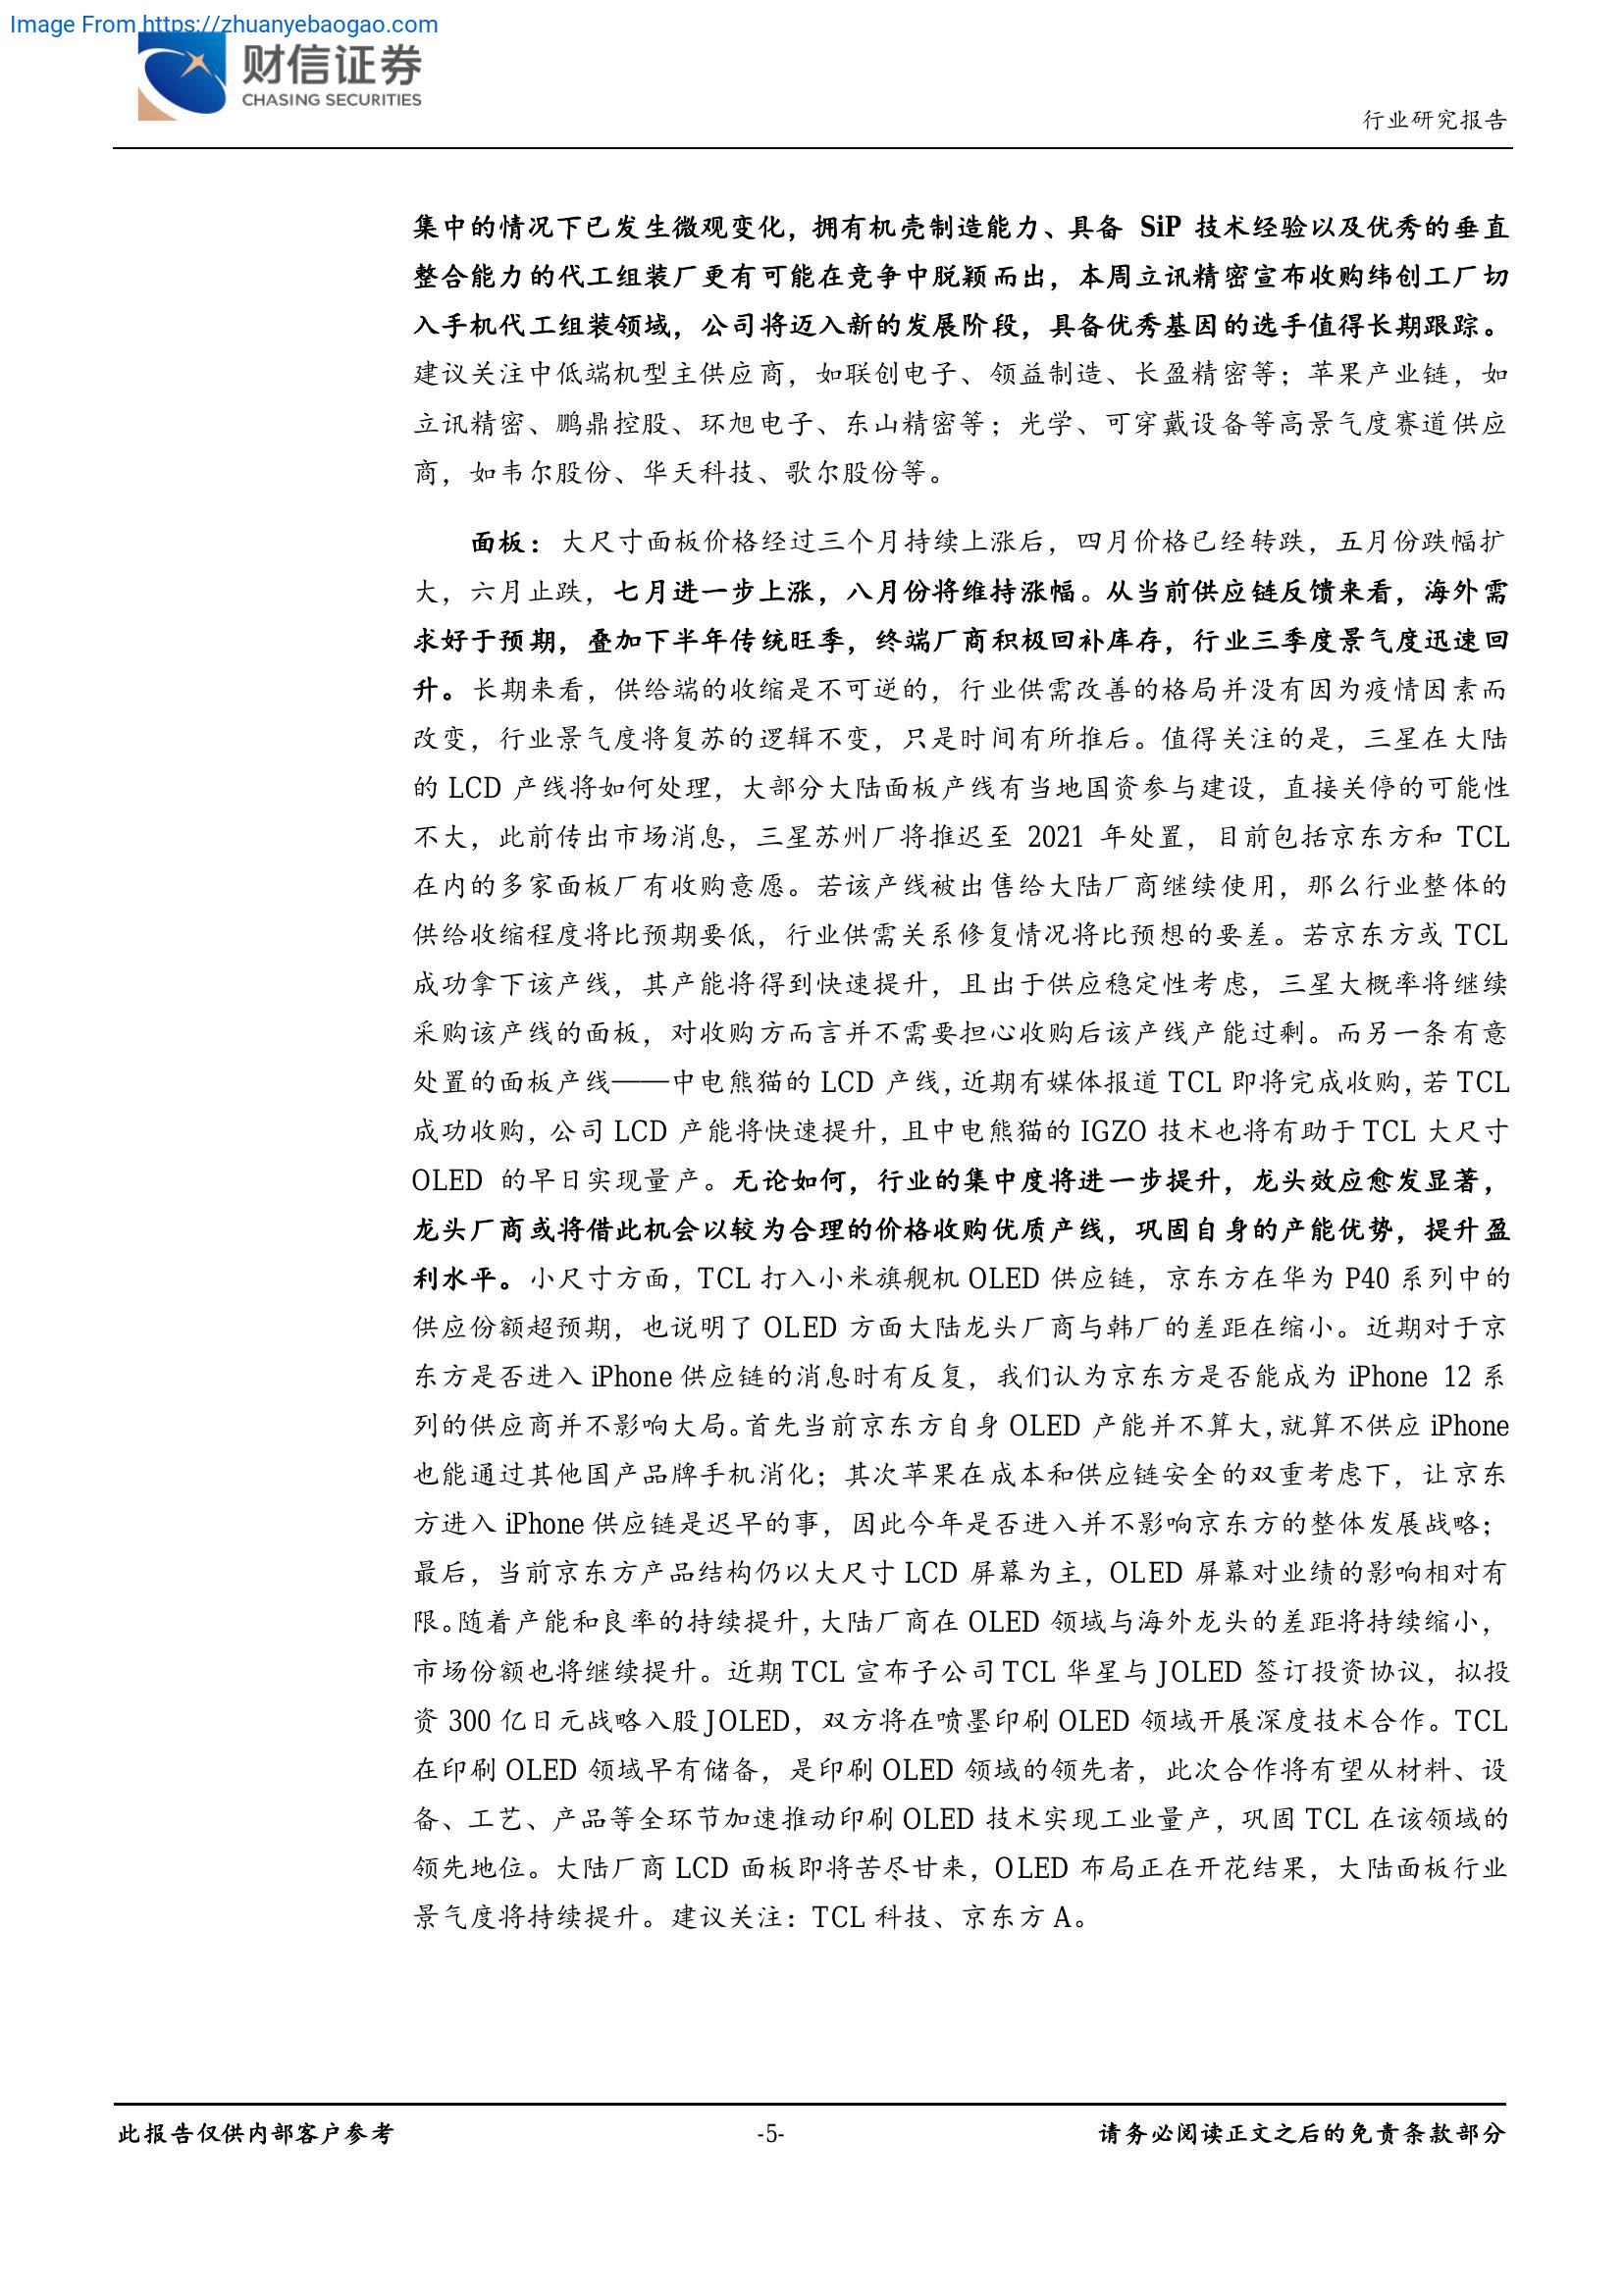 Image From https://zhuanyebaogao.com
财信证券
CHASING SECURITIES
行业研究报告
集中的情况下已发生微观变化，拥有机壳制造能力、具备 SiP 技术经验以及优秀的垂直
整合能力的代工组装厂更有可能在竞争中脱颖而出，本周立讯精密宣布收购纬创工厂切
入手机代工组装领域，公司将迈入新的发展阶段，具备优秀基因的选手值得长期跟踪。
建议关注中低端机型主供应商，如联创电子、领益制造、长盈精密等；苹果产业链，如
立讯精密、鹏鼎控股、环旭电子、东山精密等；光学、可穿戴设备等高景气度赛道供应
商，如韦尔股份、华天科技、歌尔股份等。
面板：大尺寸面板价格经过三个月持续上涨后，四月价格已经转跌，五月份跌幅扩
大，六月止跌，七月进一步上涨，八月份将维持涨幅。从当前供应链反馈来看，海外需
求好于预期，叠加下半年传统旺季，终端厂商积极回补库存，行业三季度景气度迅速回
升。长期来看，供给端的收缩是不可逆的，行业供需改善的格局并没有因为疫情因素而
改变，行业景气度将复苏的逻辑不变，只是时间有所推后。值得关注的是，三星在大陆
的 LCD 产线将如何处理，大部分大陆面板产线有当地国资参与建设，直接关停的可能性
不大，此前传出市场消息，三星苏州厂将推迟至 2021 年处置，目前包括京东方和 TCL
在内的多家面板厂有收购意愿。若该产线被出售给大陆厂商继续使用，那么行业整体的
供给收缩程度将比预期要低，行业供需关系修复情况将比预想的要差。若京东方或 TCL
成功拿下该产线，其产能将得到快速提升，且出于供应稳定性考虑，三星大概率将继续
采购该产线的面板，对收购方而言并不需要担心收购后该产线产能过剩。而另一条有意
处置的面板产线——中电熊猫的 LCD 产线，近期有媒体报道 TCL 即将完成收购，若 TCL
成功收购，公司 LCD 产能将快速提升，且中电熊猫的 IGZO 技术也将有助于 TCL 大尺寸
OLED 的早日实现量产。无论如何，行业的集中度将进一步提升，龙头效应愈发显著，
龙头厂商或将借此机会以较为合理的价格收购优质产线，巩固自身的产能优势，提升盈
利水平。小尺寸方面，TCL 打入小米旗舰机 OLED 供应链，京东方在华为 P40 系列中的
供应份额超预期，也说明了 OLED 方面大陆龙头厂商与韩厂的差距在缩小。近期对于京
东方是否进入 iPhone 供应链的消息时有反复，我们认为京东方是否能成为 iPhone 12 系
列的供应商并不影响大局。首先当前京东方自身 OLED 产能并不算大，就算不供应 iPhone
也能通过其他国产品牌手机消化；其次苹果在成本和供应链安全的双重考虑下，让京东
方进入 iPhone 供应链是迟早的事，因此今年是否进入并不影响京东方的整体发展战略；
最后，当前京东方产品结构仍以大尺寸 LCD 屏幕为主，OLED 屏幕对业绩的影响相对有
限。随着产能和良率的持续提升，大陆厂商在 OLED 领域与海外龙头的差距将持续缩小，
市场份额也将继续提升。近期 TCL 宣布子公司 TCL 华星与 JOLED 签订投资协议，拟投
资 300 亿日元战略入股 JOLED，双方将在喷墨印刷 OLED 领域开展深度技术合作。TCL
在印刷 OLED 领域早有储备，是印刷 OLED 领域的领先者，此次合作将有望从材料、设
备、工艺、产品等全环节加速推动印刷 OLED 技术实现工业量产，巩固 TCL 在该领域的
领先地位。大陆厂商 LCD 面板即将苦尽甘来，OLED 布局正在开花结果，大陆面板行业
景气度将持续提升。建议关注：TCL 科技、京东方 A。
此报告仅供内部客户参考
-5-
请务必阅读正文之后的免责条款部分